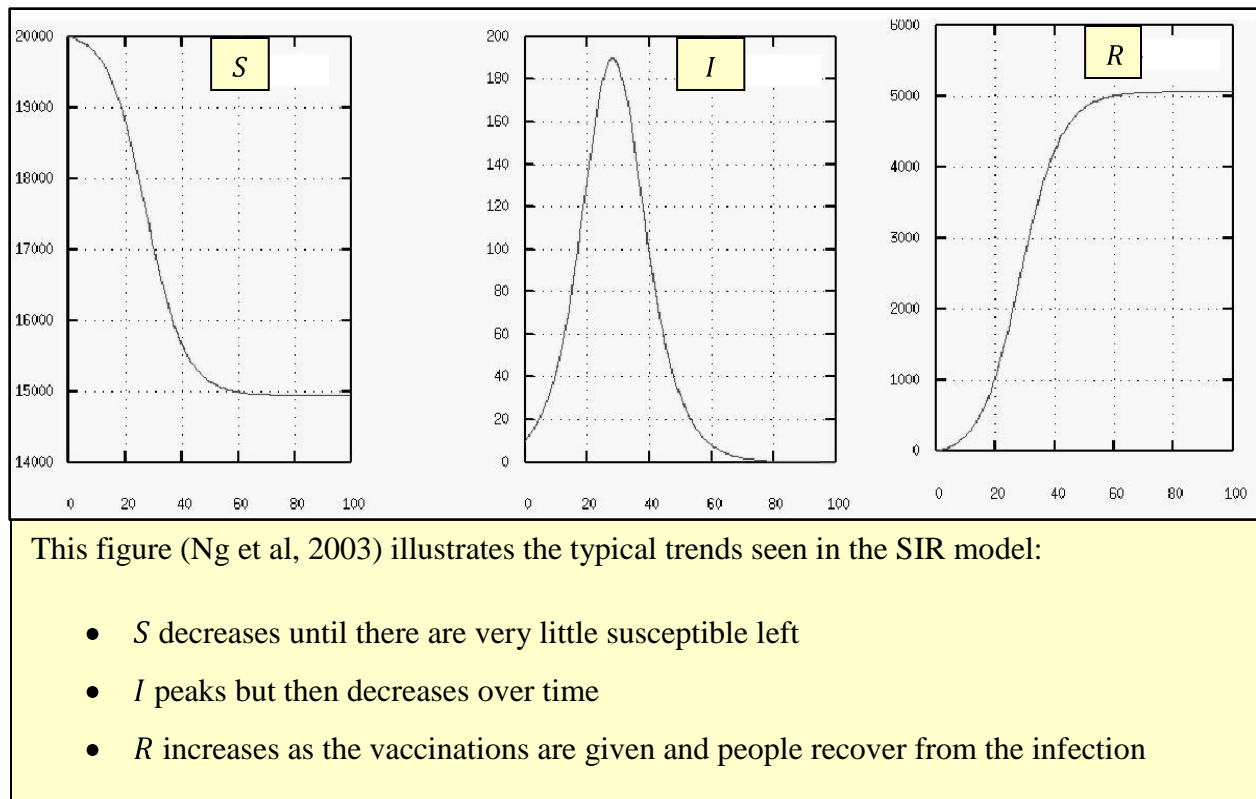 S
20000
19000
18000
17000
16000
15000
14000
0 20 40 60 80 100
I
200
180
160
140
120
100
80
60
40
20
0
0 20 40 60 80 100
R
6000
5000
4000
3000
2000
1000
0
0 20 40 60 80 100
This figure (Ng et al, 2003) illustrates the typical trends seen in the SIR model:
• S decreases until there are very little susceptible left
• I peaks but then decreases over time
• R increases as the vaccinations are given and people recover from the infection